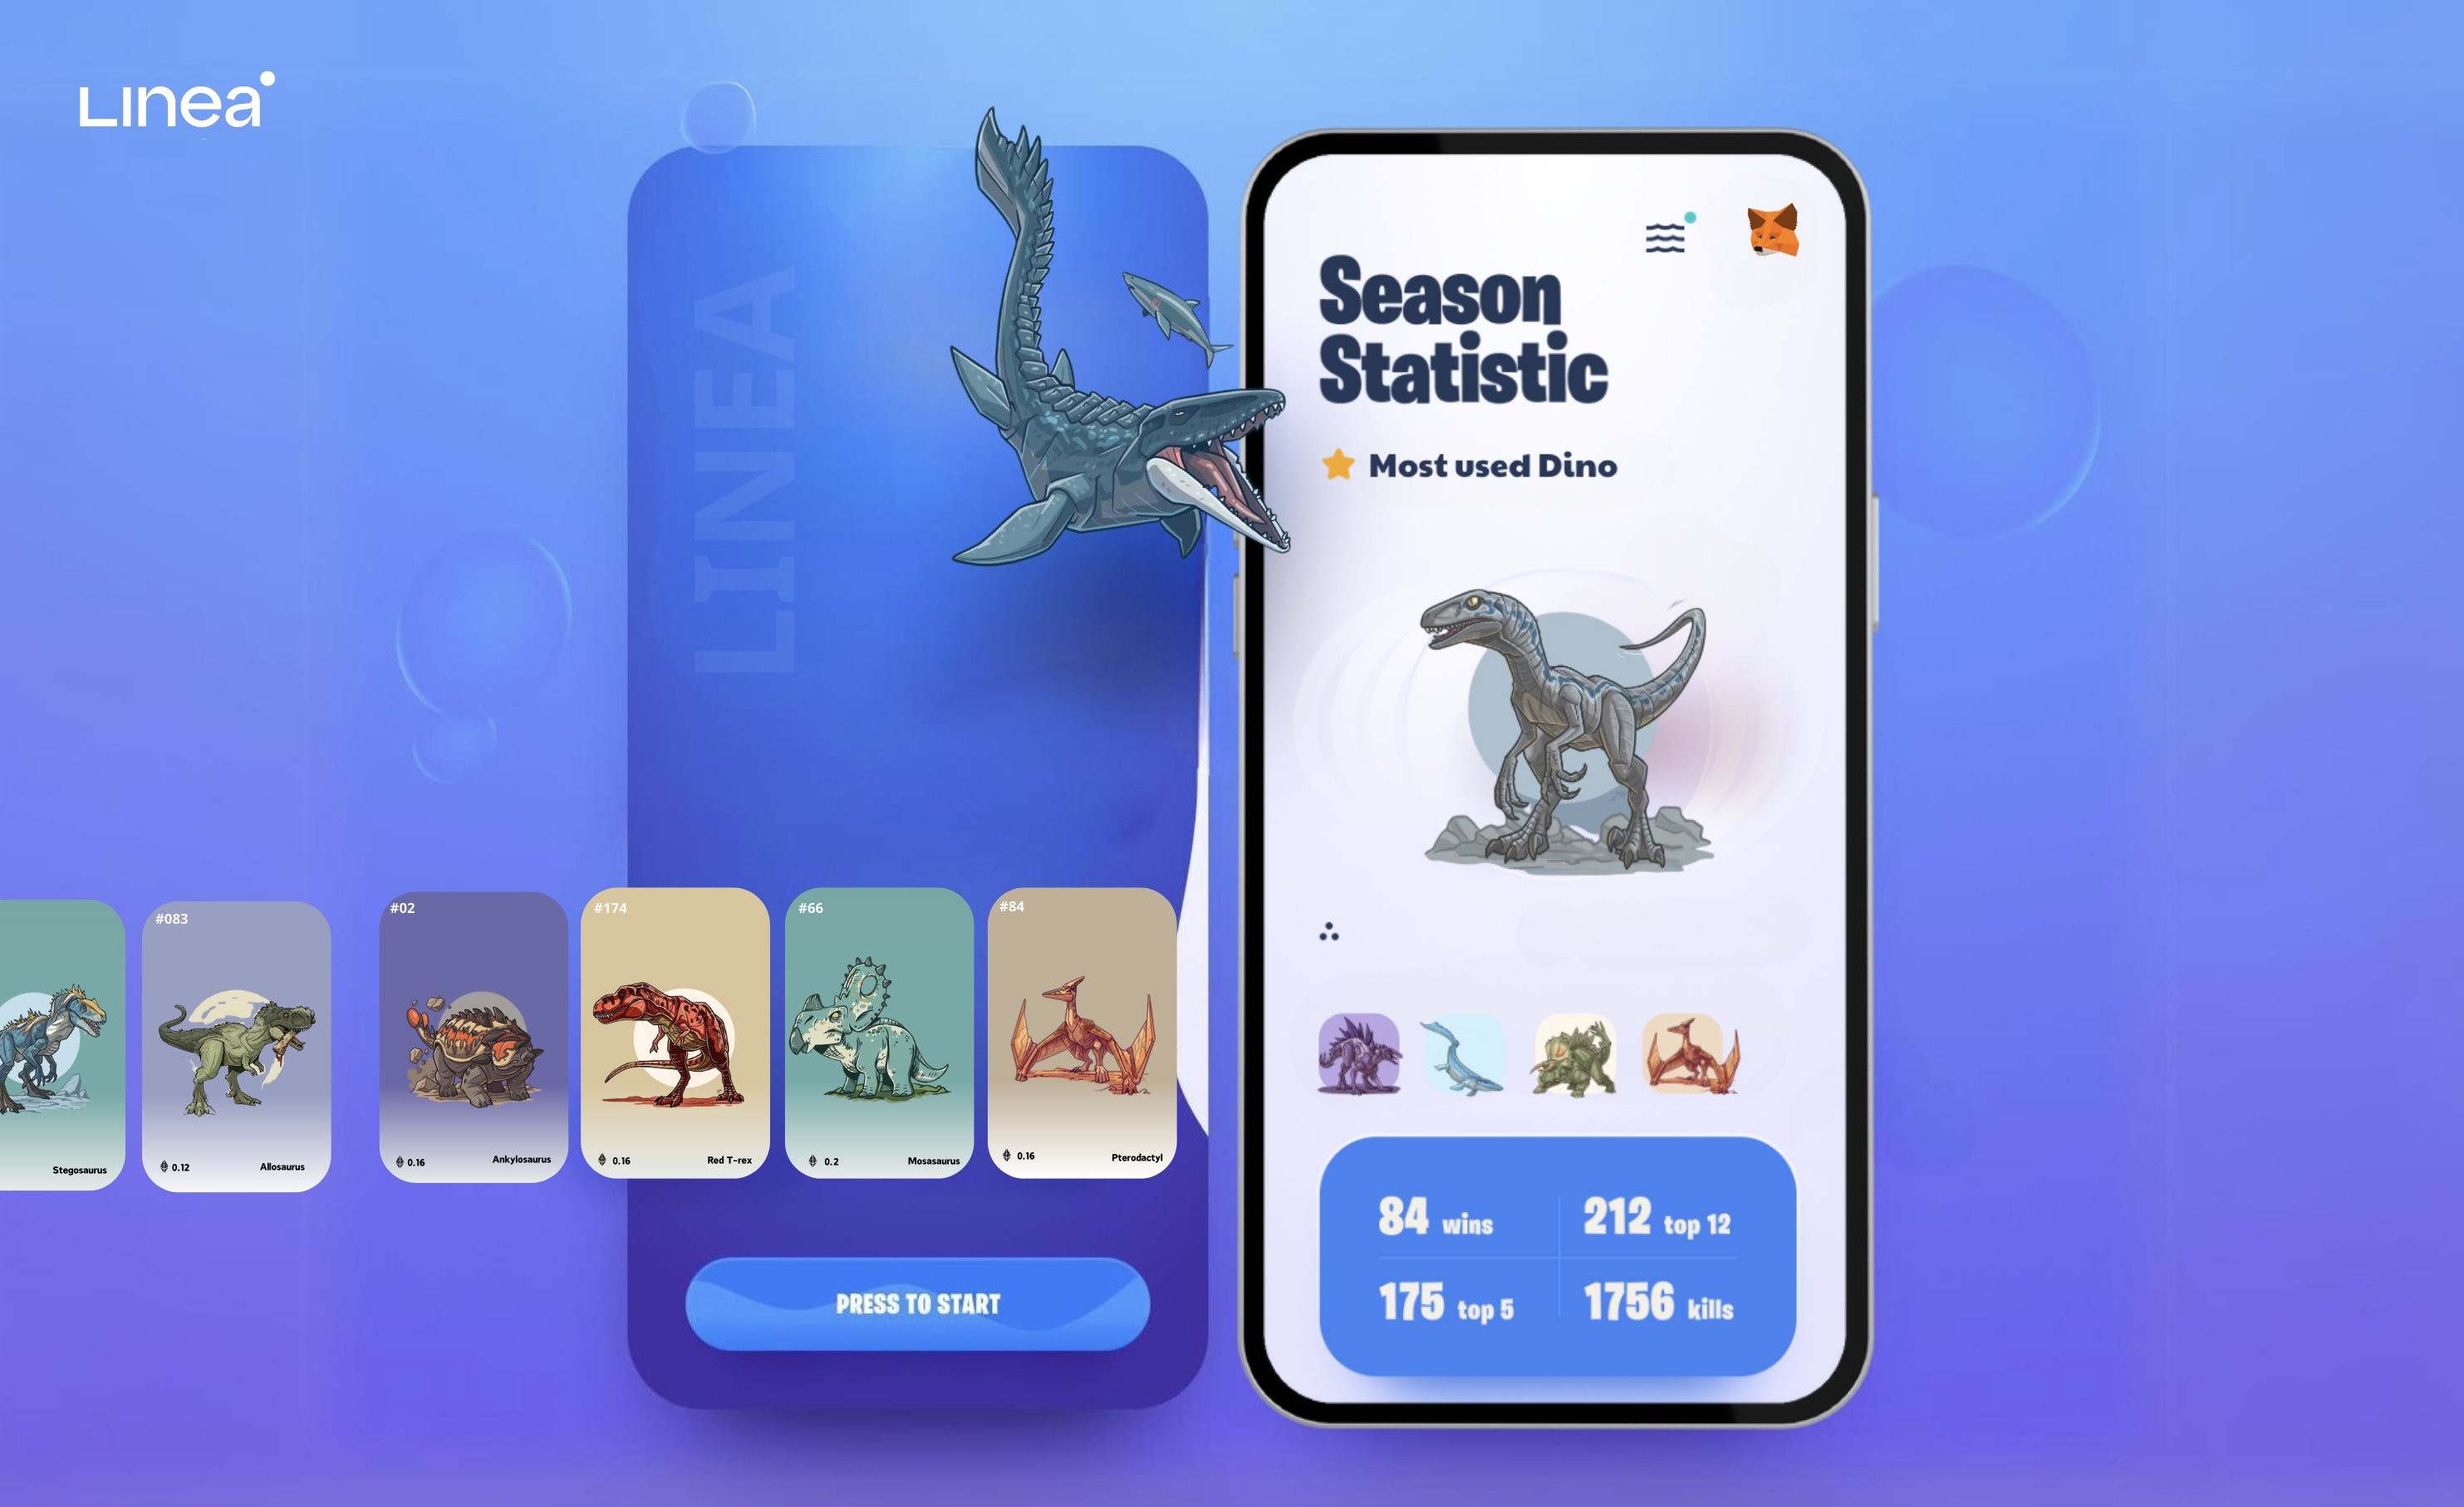 Linea
LINEA
Season
Statistic
Most used Dino
#083
#02
#174
#66
#84
Stegosaurus
0.12
Allosaurus
0.16
Ankylosaurus
0.16
Red T-rex
0.2
Mosasaurus
0.16
Pterodactyl
84 wins
212 top 12
175 top 5
1756 kills
PRESS TO START